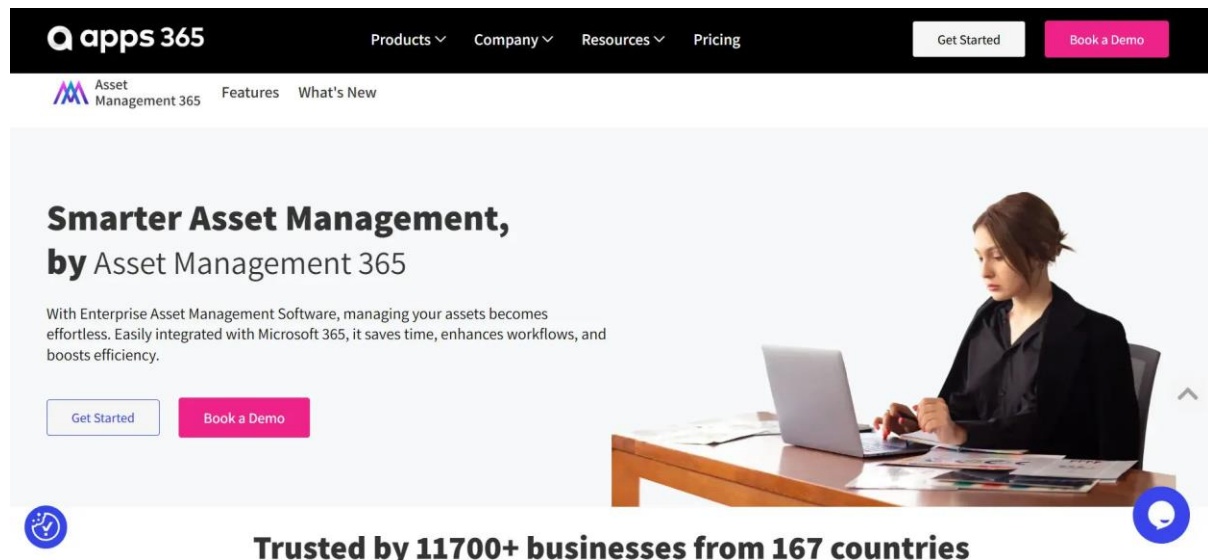 apps 365
Products
Company
Resources
Pricing
Get Started
Book a Demo
Asset
Management 365
Features
What's New
Smarter Asset Management,
by Asset Management 365
With Enterprise Asset Management Software, managing your assets becomes
effortless. Easily integrated with Microsoft 365, it saves time, enhances workflows, and
boosts efficiency.
Get Started
Book a Demo
Trusted by 11700+ businesses from 167 countries